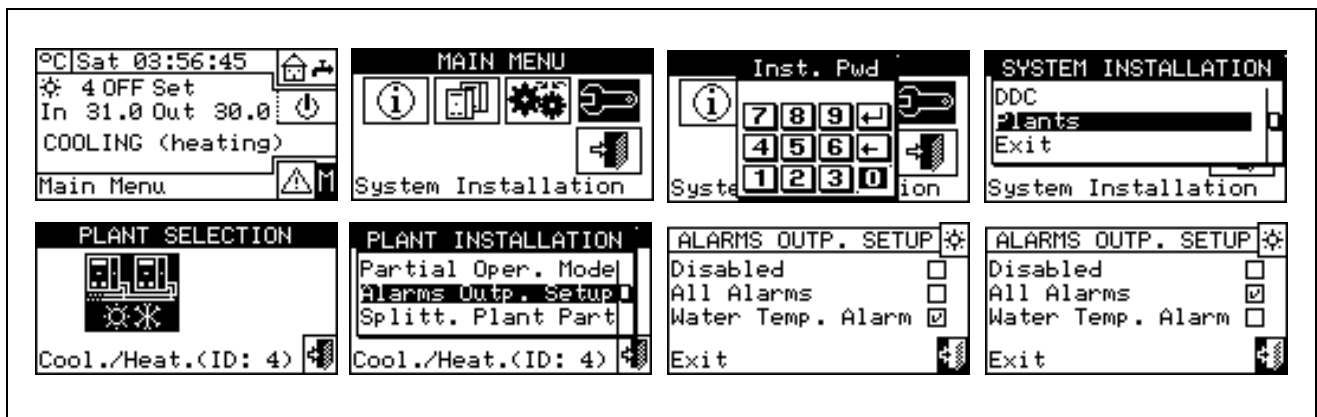 °C Sat 03:56:45
4 OFF Set
In 31.0 Out 30.0
COOLING (heating)
Main Menu M
MAIN MENU
i
System Installation
Inst. Pwd
i
7 8 9
4 5 6
1 2 3 0
Syste ion
SYSTEM INSTALLATION
DDC
Plants
Exit
System Installation
PLANT SELECTION
Cool./Heat.(ID: 4)
PLANT INSTALLATION
Partial Oper. Mode
Alarms Outp. Setup
Splitt. Plant Part
Cool./Heat.(ID: 4)
ALARMS OUTP. SETUP
Disabled
All Alarms
Water Temp. Alarm
Exit
ALARMS OUTP. SETUP
Disabled
All Alarms
Water Temp. Alarm
Exit